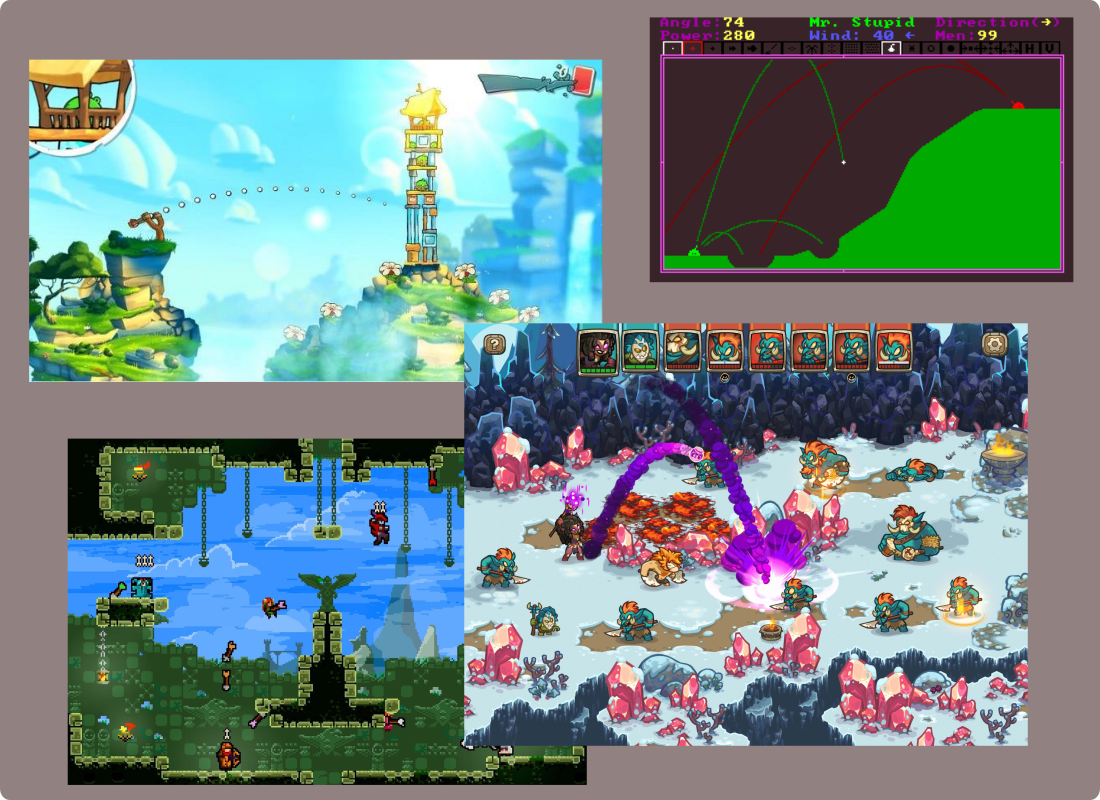 Angle:74 Mr. Stupid Direction(→)
Power:280 Wind: 40 ← Men:99
H U
?